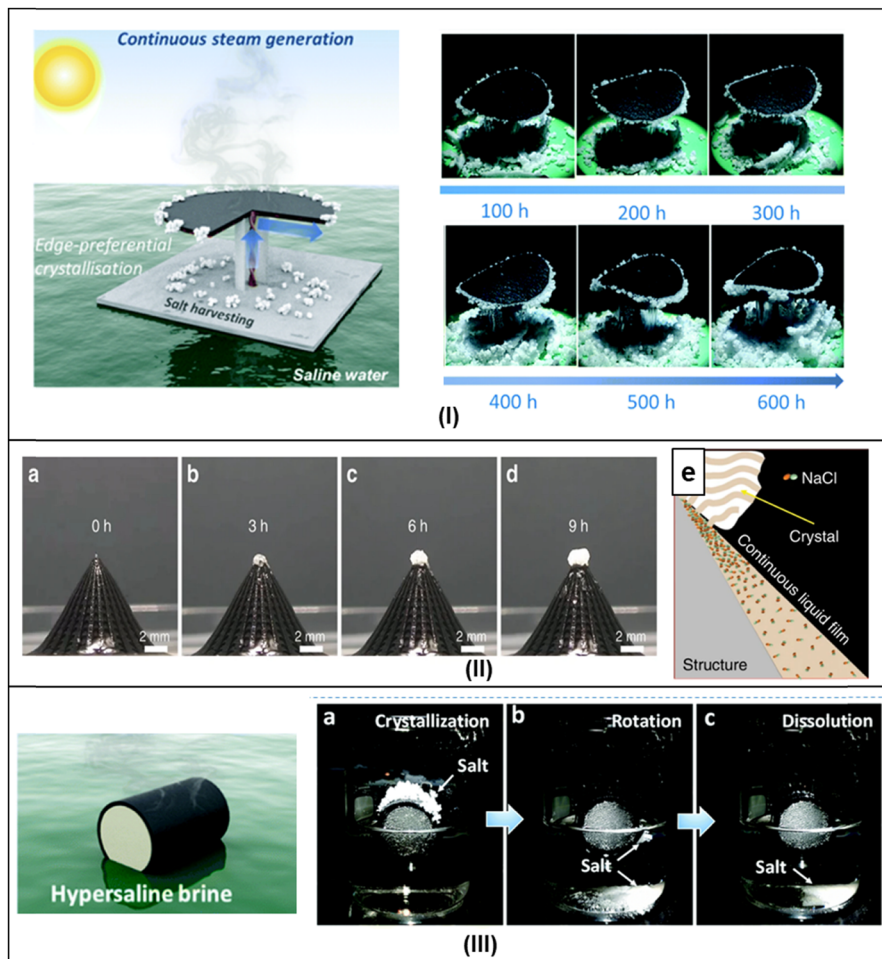 Continuous steam generation
Edge-preferential
crystallisation
Salt harvesting
Saline water
100 h
200 h
300 h
400 h
500 h
600 h
(I)
a
0 h
2 mm
b
3 h
2 mm
c
6 h
2 mm
d
9 h
2 mm
e
NaCl
Crystal
Continuous liquid film
Structure
(II)
Hypersaline brine
a
Crystallization
Salt
b
Rotation
Salt
c
Dissolution
Salt
(III)